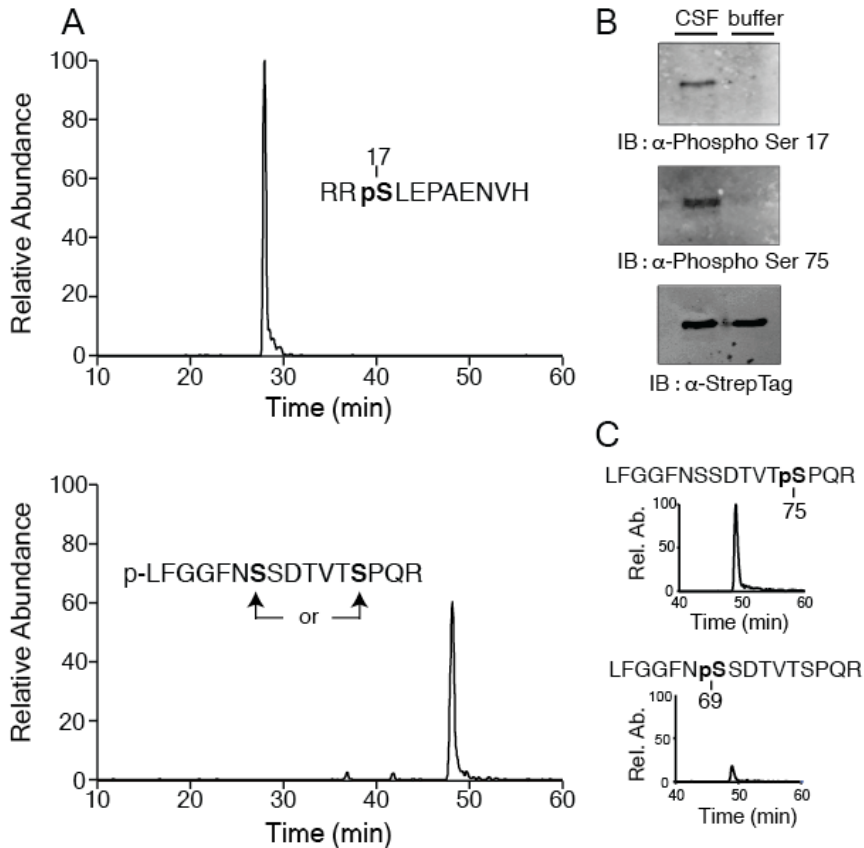 A
Relative Abundance
100
80
60
40
20
0
17
RRpSLEPAENVH
10 20 30 40 50 60
Time (min)
Relative Abundance
100
80
60
40
20
0
p-LFGGFNSSDTVTSPQR
or
10 20 30 40 50 60
Time (min)
B
CSF buffer
IB : α-Phospho Ser 17
IB : α-Phospho Ser 75
IB : α-StrepTag
C
LFGGFNSSDTVTpSPQR
75
Rel. Ab.
100
50
0
40 50 60
Time (min)
LFGGFNpSSDTVTSPQR
69
Rel. Ab.
100
50
0
40 50 60
Time (min)